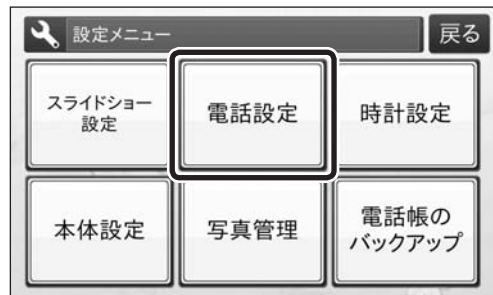 設定メニュー
戻る
スライドショー
設定
電話設定
時計設定
本体設定
写真管理
電話帳の
バックアップ